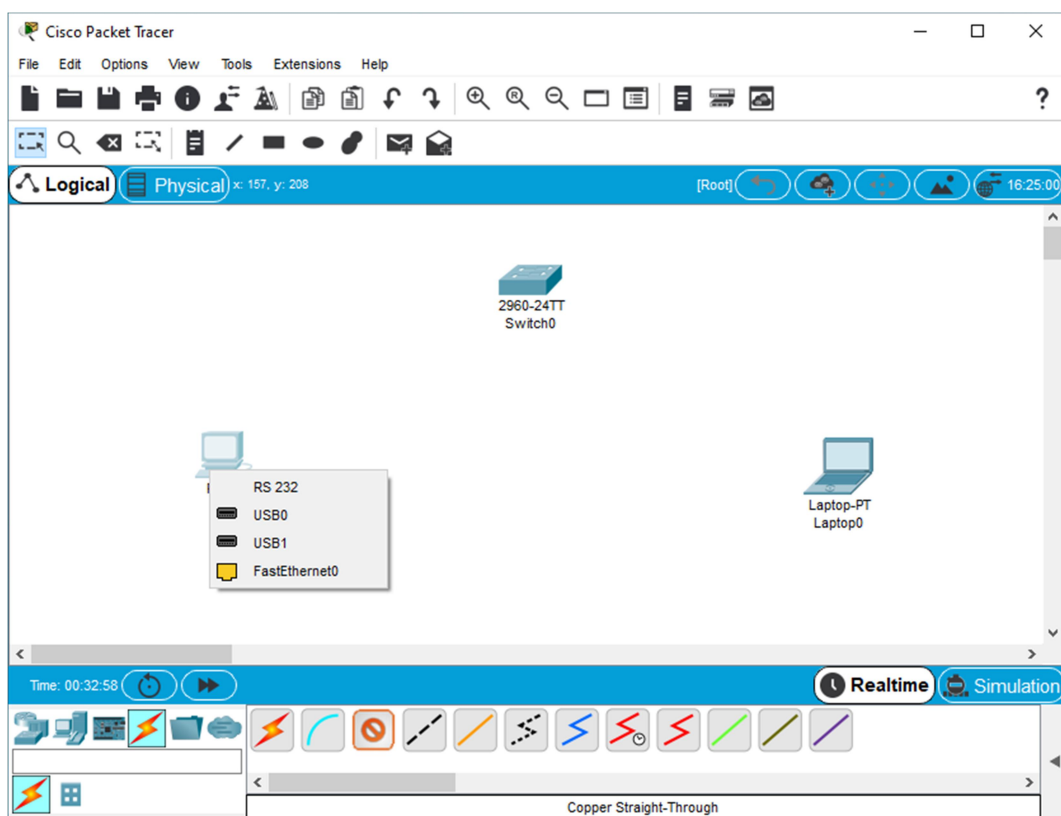 Cisco Packet Tracer
File Edit Options View Tools Extensions Help
?
Logical Physical x: 157, y: 208 [Root] 16:25:00
2960-24TT
Switch0
RS 232
USB0
USB1
FastEthernet0
Laptop-PT
Laptop0
Time: 00:32:58 Realtime Simulation
Copper Straight-Through